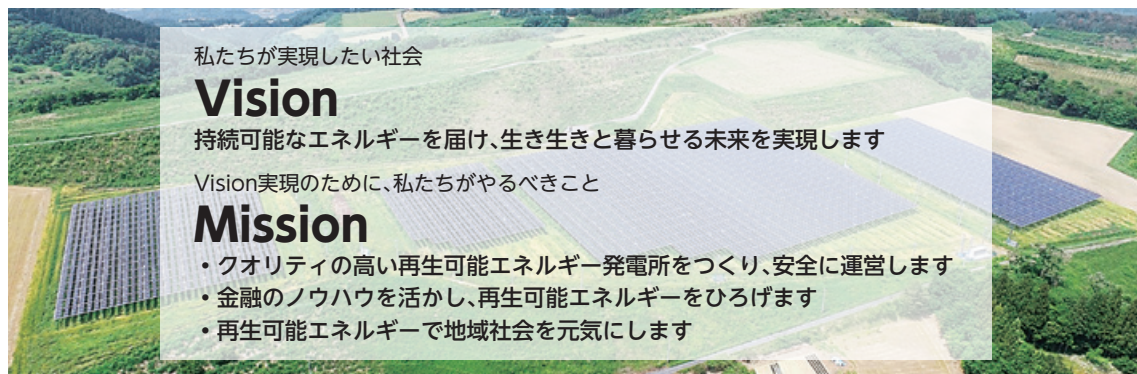 私たちが実現したい社会
Vision
持続可能なエネルギーを届け、生き生きと暮らせる未来を実現します
Vision実現のために、私たちがやるべきこと
Mission
・クオリティの高い再生可能エネルギー発電所をつくり、安全に運営します
・金融のノウハウを活かし、再生可能エネルギーをひろげます
・再生可能エネルギーで地域社会を元気にします